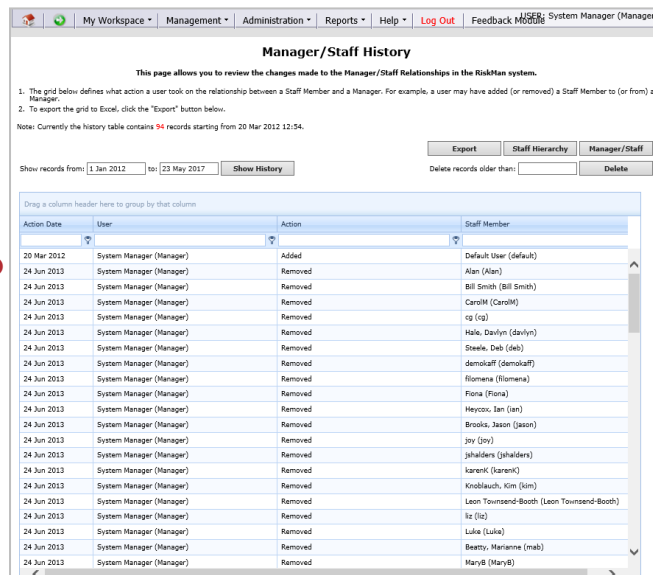 My Workspace Management Administration Reports Help Log Out Feedback Module USER: System Manager (Manager
Manager/Staff History
This page allows you to review the changes made to the Manager/Staff Relationships in the RiskMan system.
1. The grid below defines what action a user took on the relationship between a Staff Member and a Manager. For example, a user may have added (or removed) a Staff Member to (or from) a
Manager.
2. To export the grid to Excel, click the "Export" button below.
Note: Currently the history table contains 94 records starting from 20 Mar 2012 12:54.
Export Staff Hierarchy Manager/Staff
Show records from: 1 Jan 2012 to: 23 May 2017 Show History Delete records older than: Delete
Drag a column header here to group by that column
Action Date User Action Staff Member
20 Mar 2012 System Manager (Manager) Added Default User (default)
24 Jun 2013 System Manager (Manager) Removed Alan (Alan)
24 Jun 2013 System Manager (Manager) Removed Bill Smith (Bill Smith)
24 Jun 2013 System Manager (Manager) Removed CarolM (CarolM)
24 Jun 2013 System Manager (Manager) Removed cg (cg)
24 Jun 2013 System Manager (Manager) Removed Hale, Davlyn (davlyn)
24 Jun 2013 System Manager (Manager) Removed Steele, Deb (deb)
24 Jun 2013 System Manager (Manager) Removed demokaff (demokaff)
24 Jun 2013 System Manager (Manager) Removed filomena (filomena)
24 Jun 2013 System Manager (Manager) Removed Fiona (Fiona)
24 Jun 2013 System Manager (Manager) Removed Heycox, Ian (ian)
24 Jun 2013 System Manager (Manager) Removed Brooks, Jason (jason)
24 Jun 2013 System Manager (Manager) Removed joy (joy)
24 Jun 2013 System Manager (Manager) Removed jshalders (jshalders)
24 Jun 2013 System Manager (Manager) Removed karenK (karenK)
24 Jun 2013 System Manager (Manager) Removed Knoblauch, Kim (kim)
24 Jun 2013 System Manager (Manager) Removed Leon Townsend-Booth (Leon Townsend-Booth)
24 Jun 2013 System Manager (Manager) Removed liz (liz)
24 Jun 2013 System Manager (Manager) Removed Luke (Luke)
24 Jun 2013 System Manager (Manager) Removed Beatty, Marianne (mab)
24 Jun 2013 System Manager (Manager) Removed MaryB (MaryB)